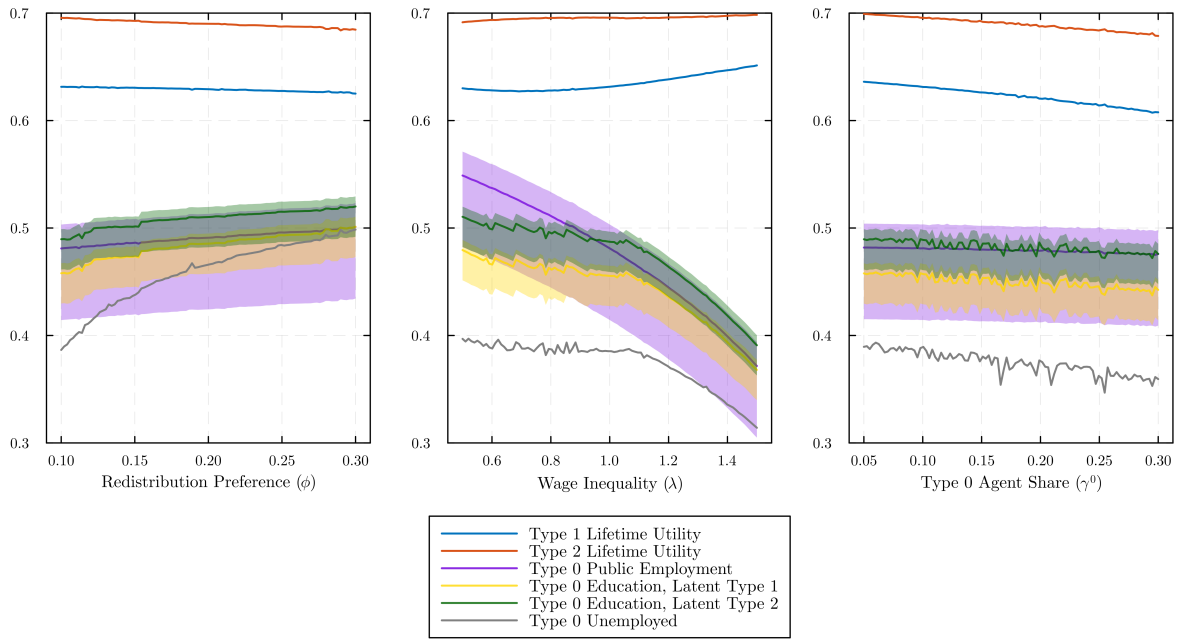 0.7
0.6
0.5
0.4
0.3
0.10 0.15 0.20 0.25 0.30
Redistribution Preference (ϕ)
0.7
0.6
0.5
0.4
0.3
0.6 0.8 1.0 1.2 1.4
Wage Inequality (λ)
0.7
0.6
0.5
0.4
0.3
0.05 0.10 0.15 0.20 0.25 0.30
Type 0 Agent Share (γ⁰)
Type 1 Lifetime Utility
Type 2 Lifetime Utility
Type 0 Public Employment
Type 0 Education, Latent Type 1
Type 0 Education, Latent Type 2
Type 0 Unemployed